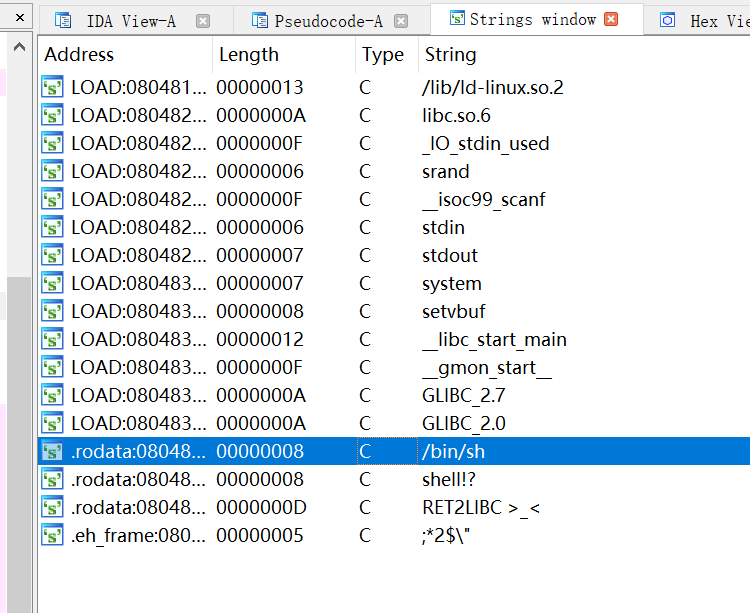 × IDA View-A Pseudocode-A Strings window Hex Vie
Address Length Type String
LOAD:080481... 00000013 C /lib/ld-linux.so.2
LOAD:080482... 0000000A C libc.so.6
LOAD:080482... 0000000F C _IO_stdin_used
LOAD:080482... 00000006 C srand
LOAD:080482... 0000000F C __isoc99_scanf
LOAD:080482... 00000006 C stdin
LOAD:080482... 00000007 C stdout
LOAD:080483... 00000007 C system
LOAD:080483... 00000008 C setvbuf
LOAD:080483... 00000012 C __libc_start_main
LOAD:080483... 0000000F C __gmon_start__
LOAD:080483... 0000000A C GLIBC_2.7
LOAD:080483... 0000000A C GLIBC_2.0
.rodata:08048... 00000008 C /bin/sh
.rodata:08048... 00000008 C shell!?
.rodata:08048... 0000000D C RET2LIBC >_<
.eh_frame:080... 00000005 C ;*2$\"